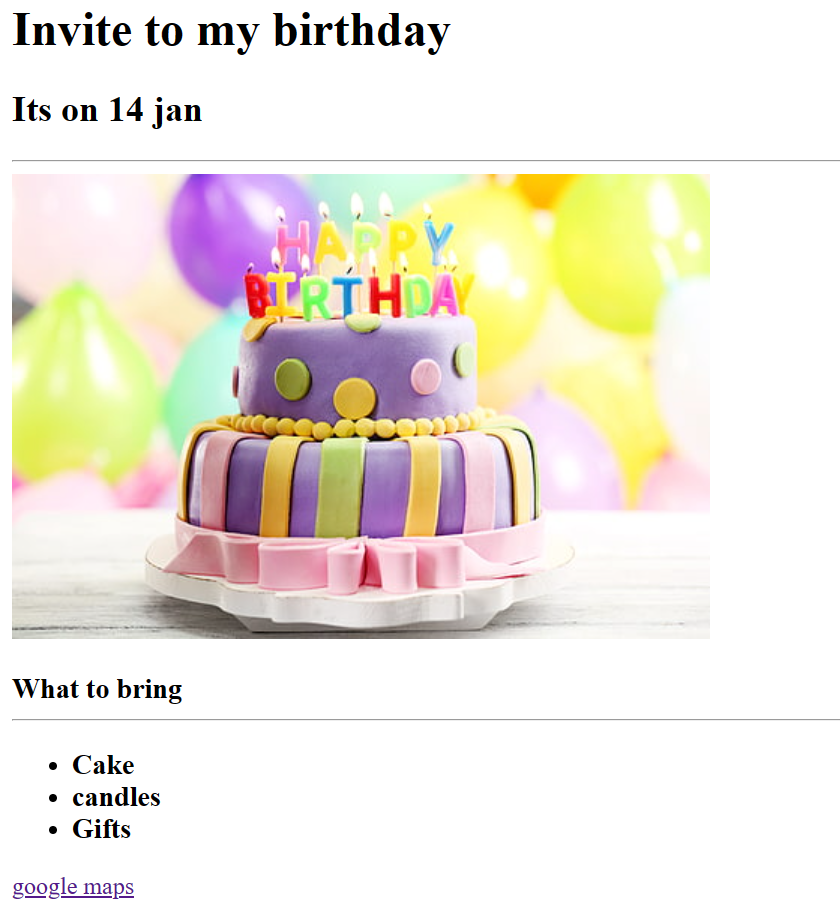 Invite to my birthday
Its on 14 jan
HAPPY
BIRTHDAY
What to bring
Cake
candles
Gifts
google maps